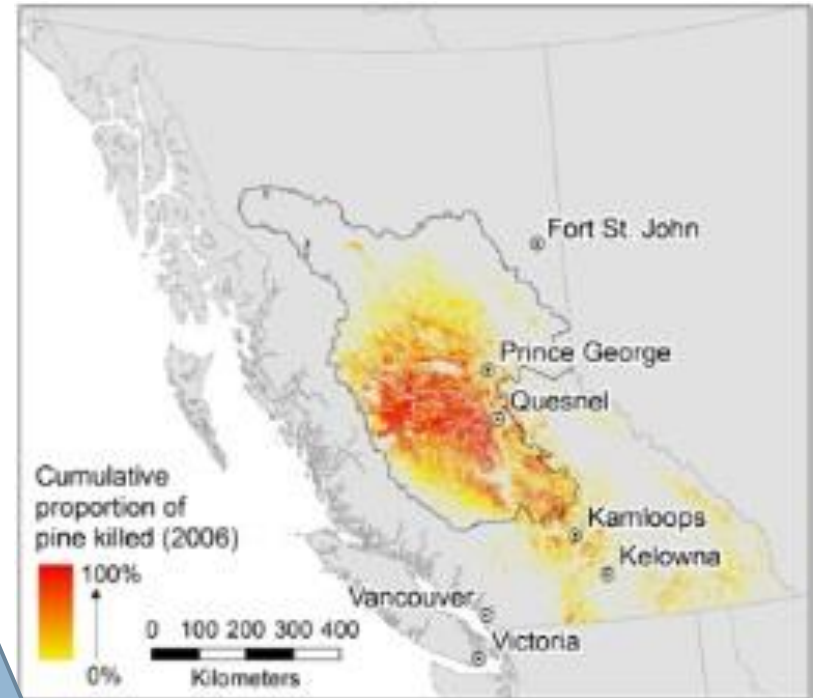 Fort St. John
Prince George
Quesnel
Cumulative
proportion of
pine killed (2006)
Kamloops
100%
Kelowna
Vancouver
0 100 200 300 400
Victoria
0%
Kilometers